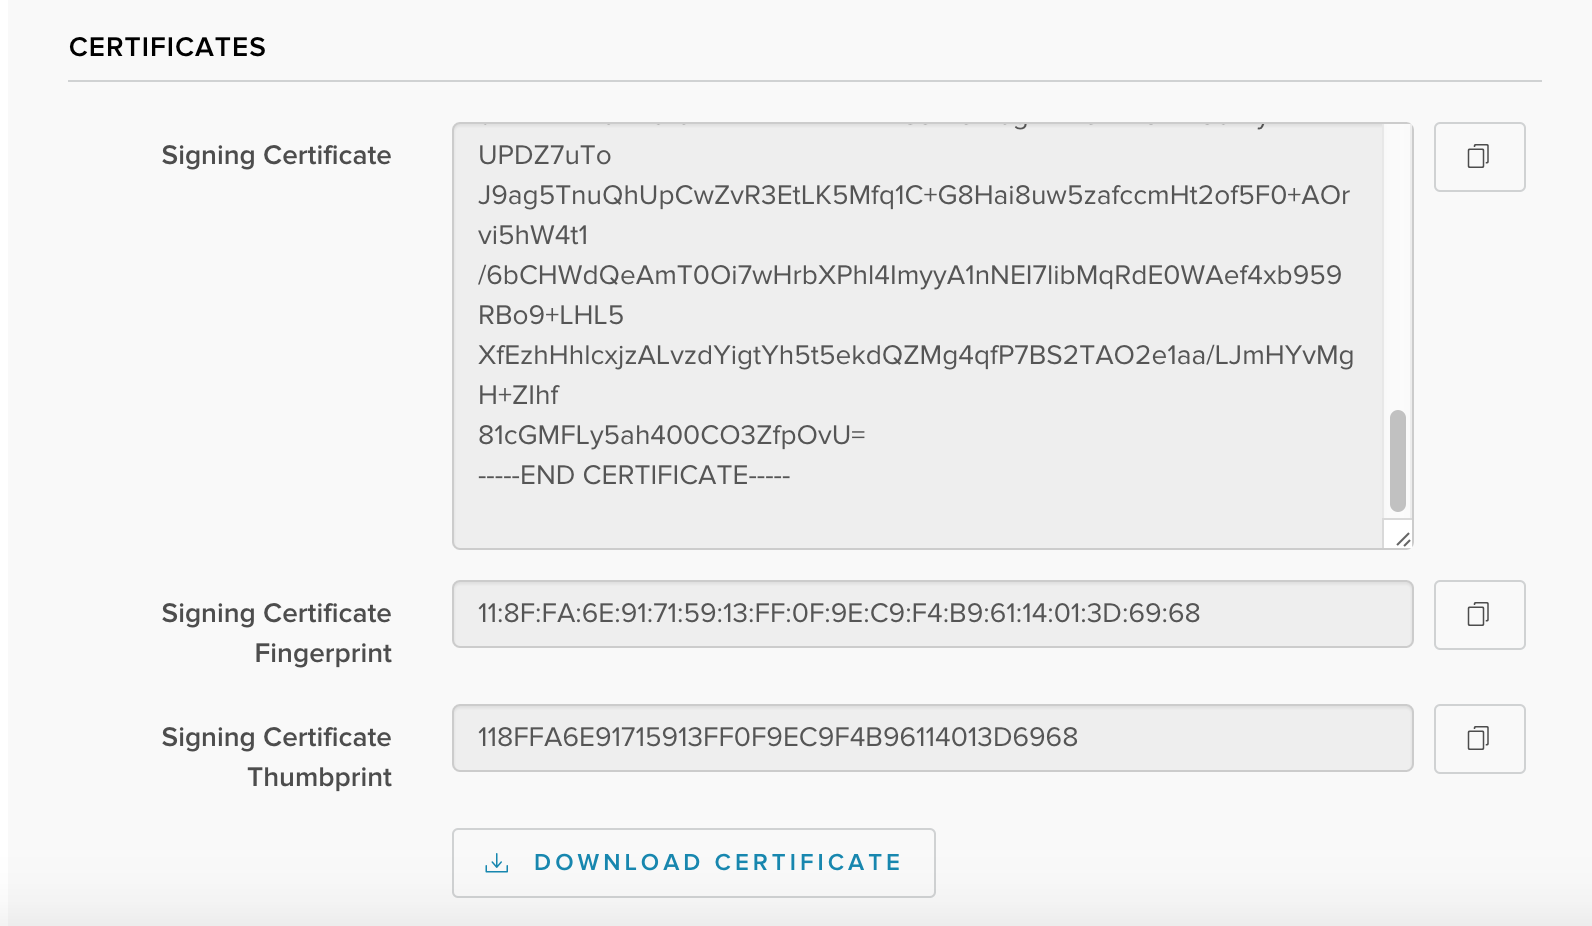 CERTIFICATES
Signing Certificate
UPDZ7uTo
J9ag5TnuQhUpCwZvR3EtLK5Mfq1C+G8Hai8uw5zafccmHt2of5F0+AOr
vi5hW4t1
/6bCHWdQeAmT0Oi7wHrbXPhl4ImyyA1nNEI7libMqRdE0WAef4xb959
RBo9+LHL5
XfEzhHhlcxjzALvzdYigtYh5t5ekdQZMg4qfP7BS2TAO2e1aa/LJmHYvMg
H+ZIhf
81cGMFLy5ah400CO3ZfpOvU=
-----END CERTIFICATE-----
Signing Certificate
Fingerprint
11:8F:FA:6E:91:71:59:13:FF:0F:9E:C9:F4:B9:61:14:01:3D:69:68
Signing Certificate
Thumbprint
118FFA6E91715913FF0F9EC9F4B96114013D6968
DOWNLOAD CERTIFICATE